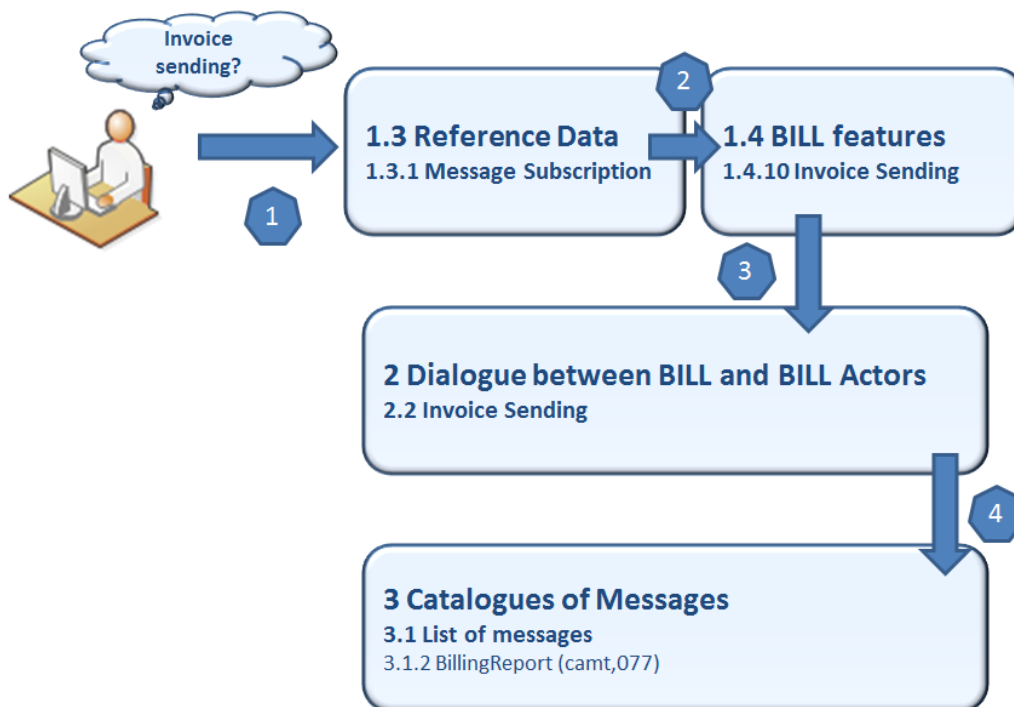 Invoice
sending?
1
1.3 Reference Data
1.3.1 Message Subscription
2
1.4 BILL features
1.4.10 Invoice Sending
3
2 Dialogue between BILL and BILL Actors
2.2 Invoice Sending
4
3 Catalogues of Messages
3.1 List of messages
3.1.2 BillingReport (camt,077)